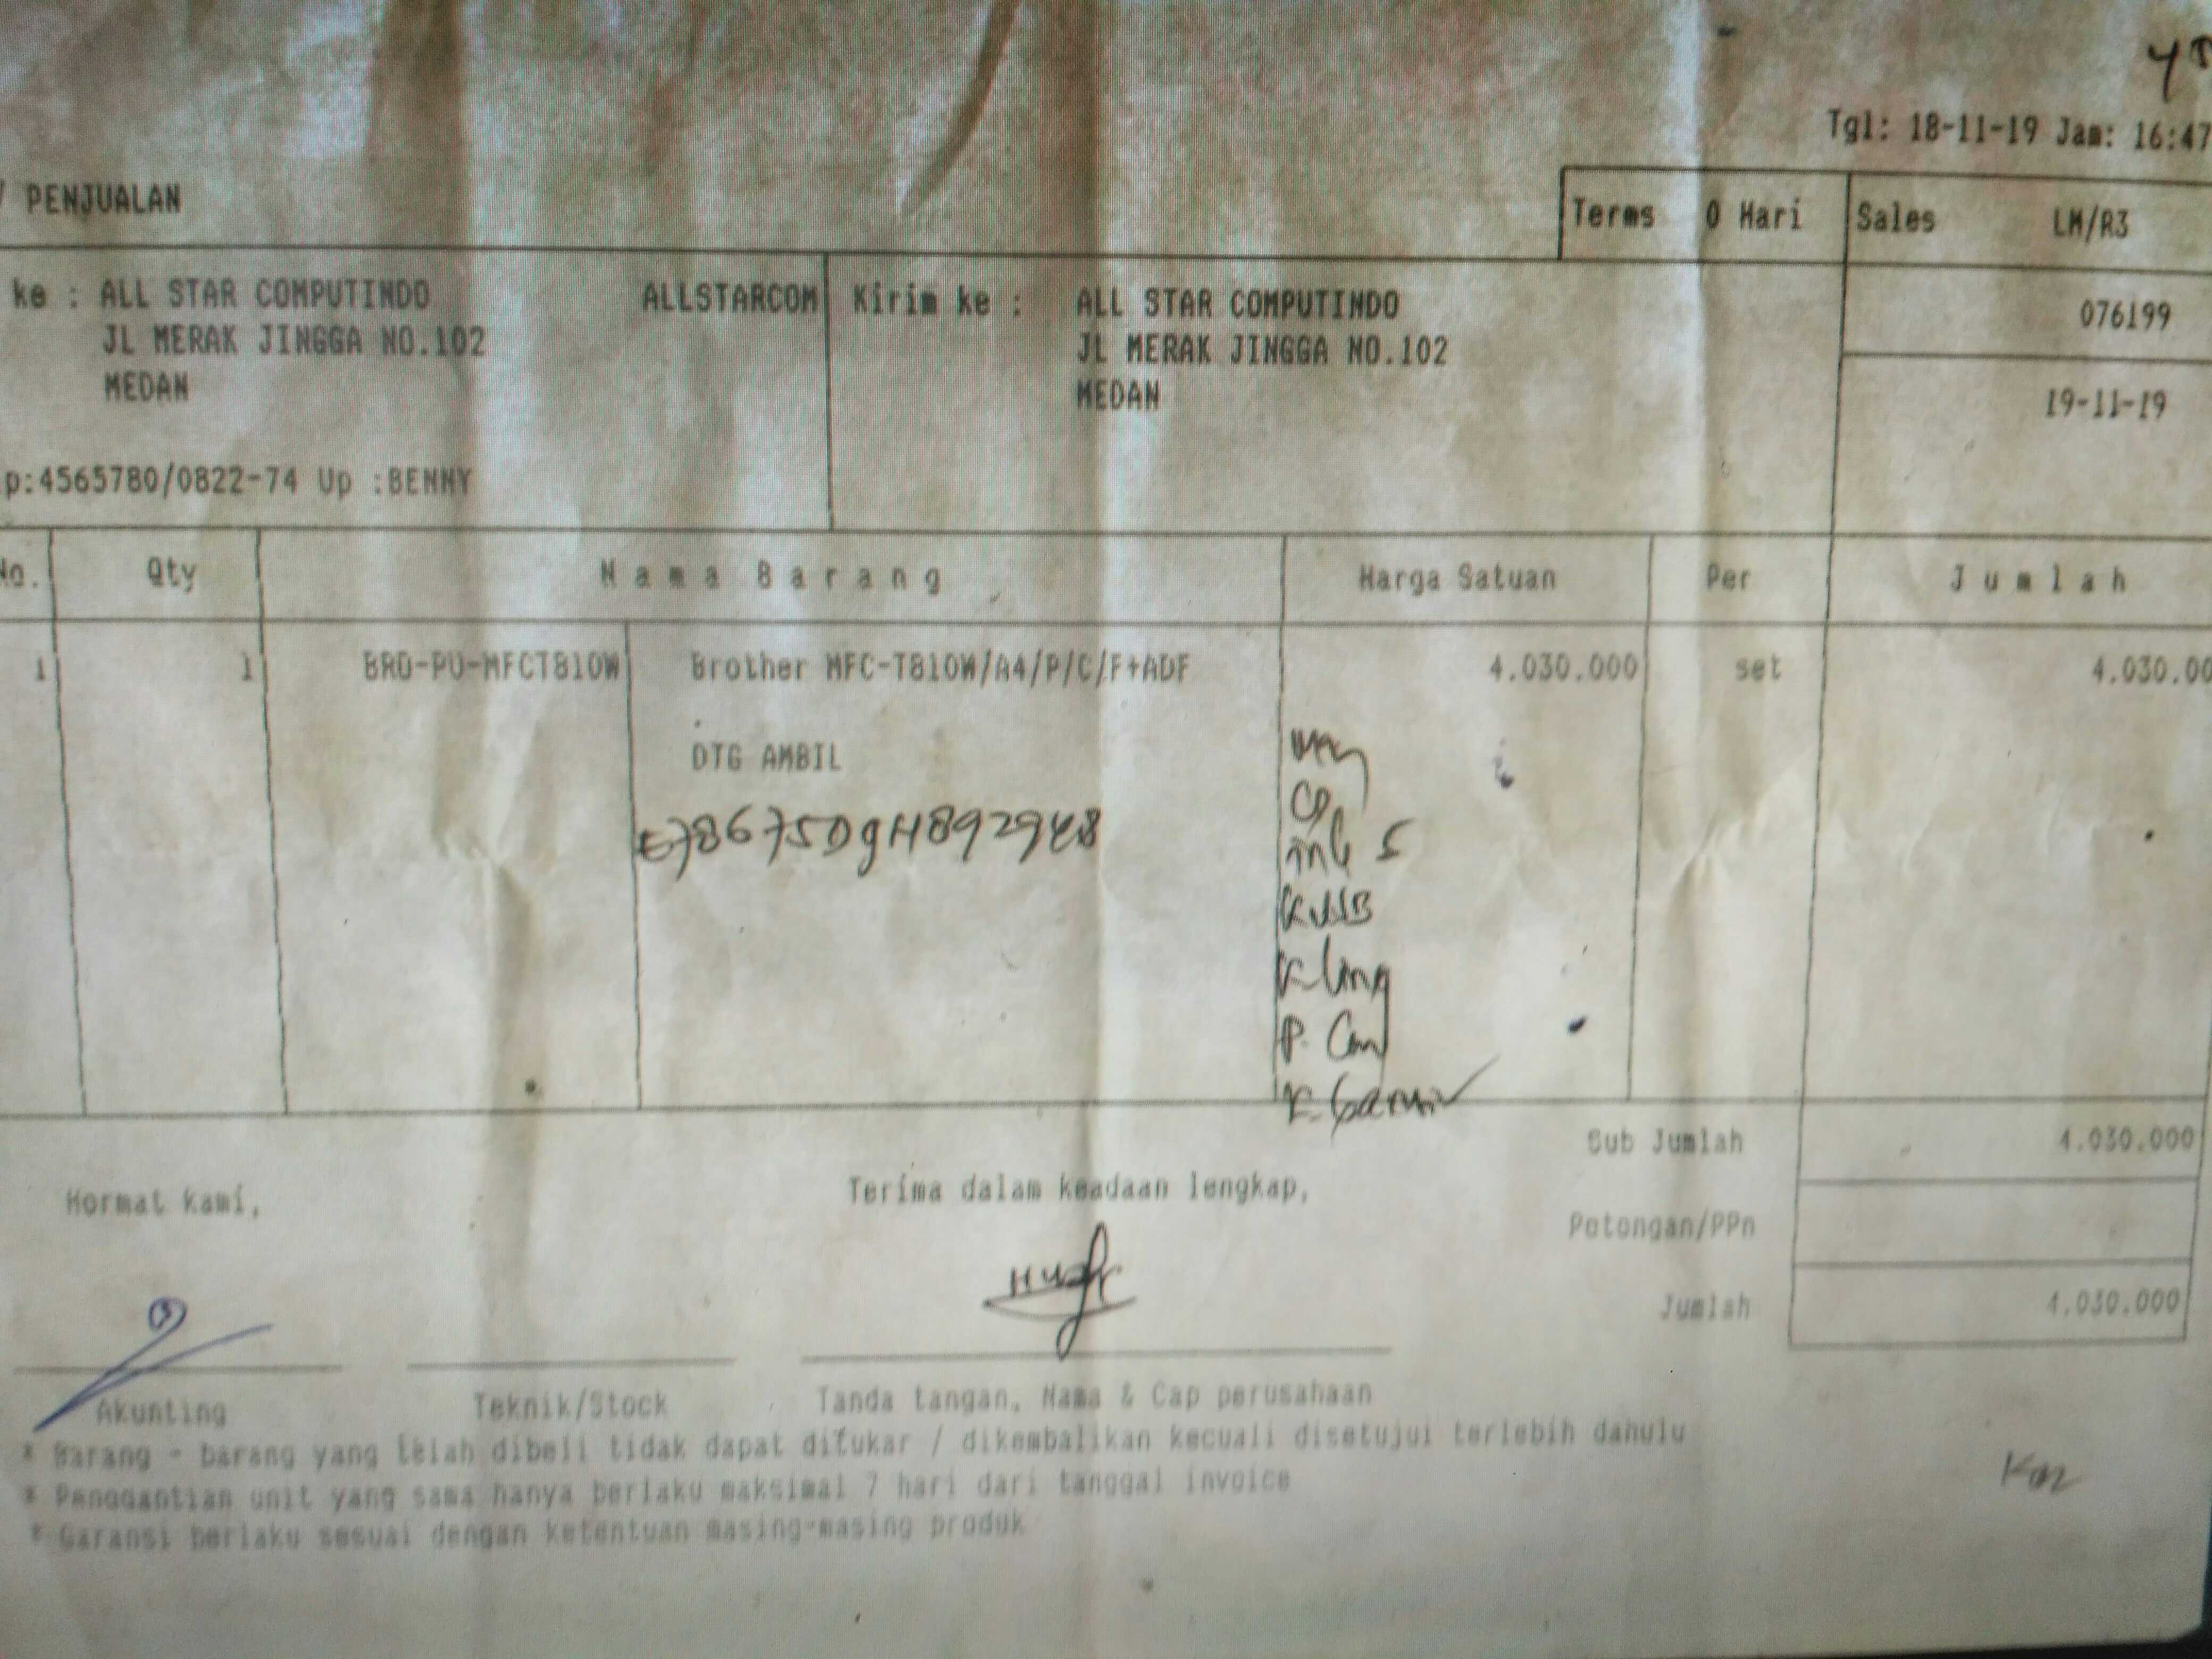 Tgl: 18-11-19 Jam: 16:47
PENJUALAN
Terms 0 Hari Sales LM/R3
ke : ALL STAR COMPUTINDO ALLSTARCOM Kirim ke : ALL STAR COMPUTINDO 076199
JL MERAK JINGGA NO.102 JL MERAK JINGGA NO.102
MEDAN MEDAN 19-11-19
p:4565780/0822-74 Up :BENNY
No. Qty Nama Barang Harga Satuan Per Jumlah
1 1 BRO-PU-MFCT810W Brother MFC-T810W/A4/P/C/F+ADF 4.030.000 set 4.030.00
DTG AMBIL
Sub Jumlah 4.030.000
Hormat kami, Terima dalam keadaan lengkap,
Potongan/PPn
Jumlah 4.030.000
Akunting Teknik/Stock Tanda tangan, Nama & Cap perusahaan
* Barang - barang yang telah dibeli tidak dapat ditukar / dikembalikan kecuali disetujui terlebih dahulu
* Penggantian unit yang sama hanya berlaku maksimal 7 hari dari tanggal invoice
* Garansi berlaku sesuai dengan ketentuan masing-masing produk